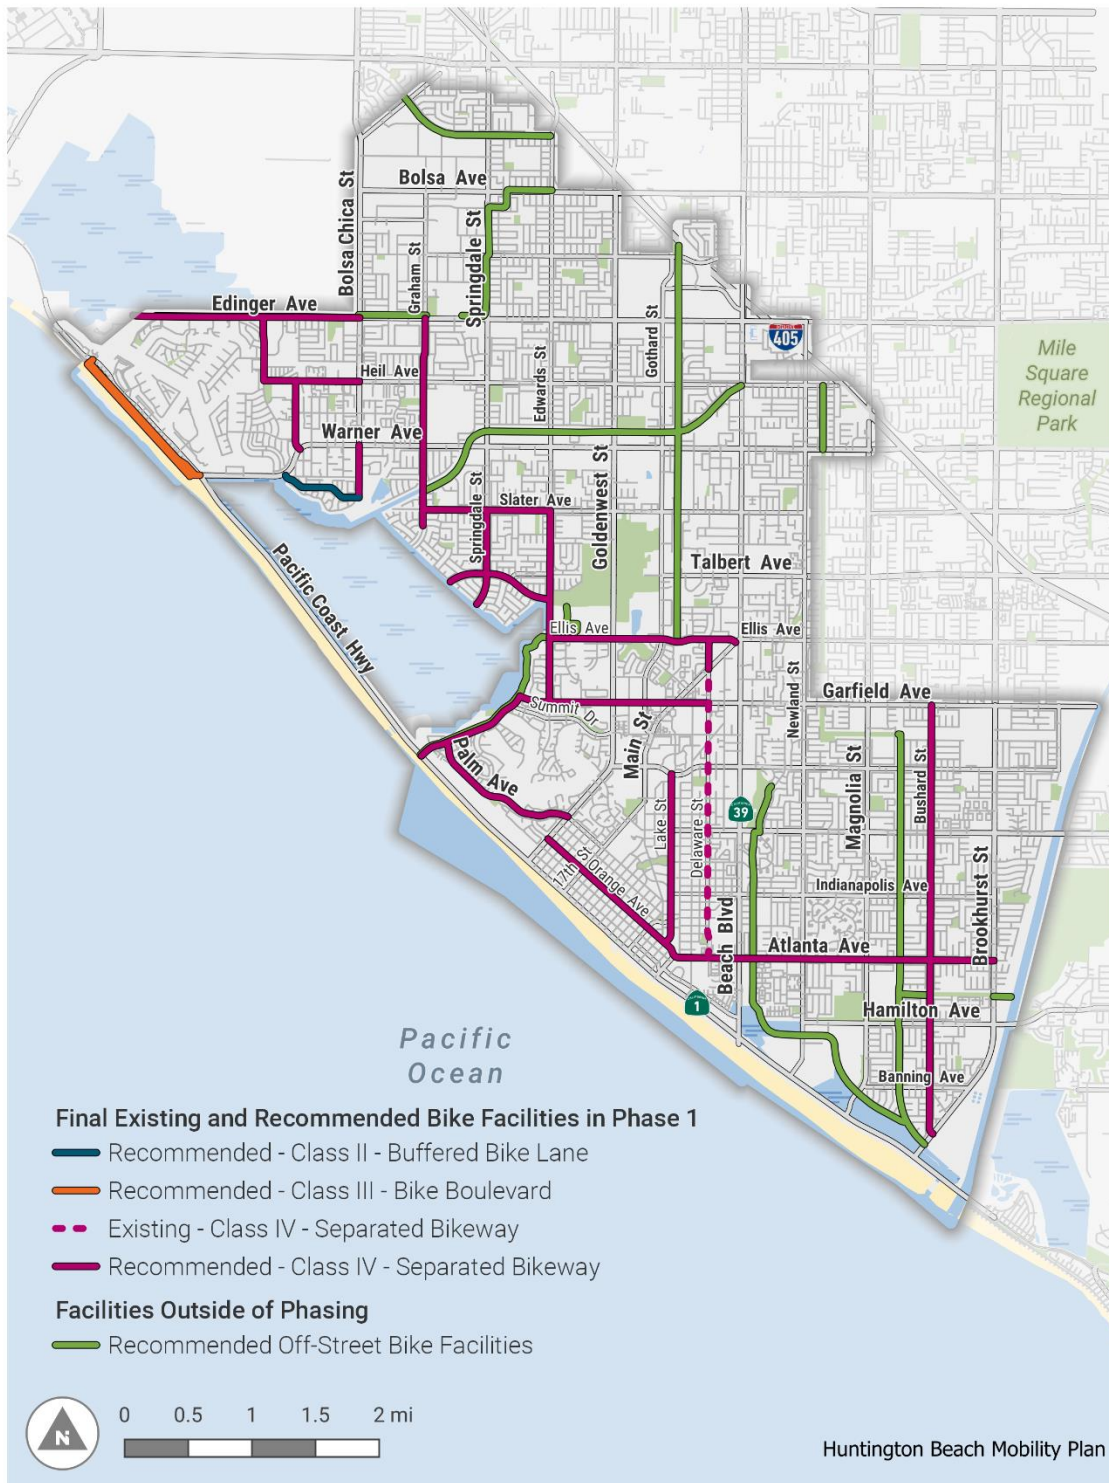 Bolsa Ave
Bolsa Chica St
Springdale St
Graham St
Edinger Ave
Gothard St
405
Mile
Square
Regional
Park
Heil Ave
Edwards St
Warner Ave
Goldenwest St
Springdale St
Slater Ave
Talbert Ave
Pacific Coast Hwy
Ellis Ave
Ellis Ave
Newland St
Garfield Ave
Summit Dr
Main St
Palm Ave
Magnolia St
Bushard St
CALIFORNIA
39
Lake St
Delaware St
17th St
Orange Ave
Indianapolis Ave
Brookhurst St
Beach Blvd
Atlanta Ave
CALIFORNIA
1
Hamilton Ave
Pacific
Ocean
Banning Ave
Final Existing and Recommended Bike Facilities in Phase 1
Recommended - Class II - Buffered Bike Lane
Recommended - Class III - Bike Boulevard
Existing - Class IV - Separated Bikeway
Recommended - Class IV - Separated Bikeway
Facilities Outside of Phasing
Recommended Off-Street Bike Facilities
N
0 0.5 1 1.5 2 mi
Huntington Beach Mobility Plan